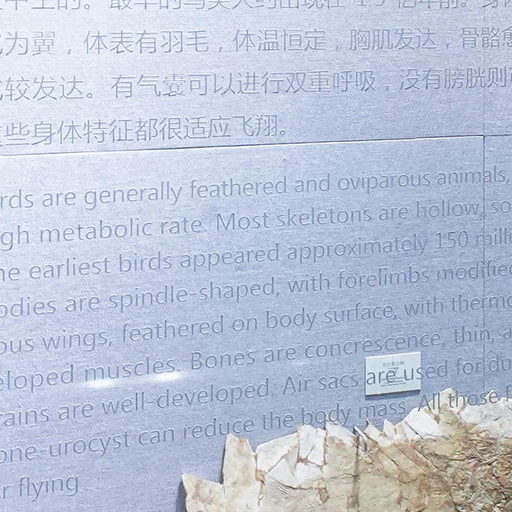 最早的鸟类大约出现在 1.5 亿年前。身体
为翼，体表有羽毛，体温恒定，胸肌发达，骨骼愈
较发达。有气囊可以进行双重呼吸，没有膀胱则可
些身体特征都很适应飞翔。
rds are generally feathered and oviparous animals,
gh metabolic rate. Most skeletons are hollow, so
he earliest birds appeared approximately 150 milli
odies are spindle-shaped, with forelimbs modified
ous wings, feathered on body surface, with thermo
eloped muscles. Bones are concrescence, thin, a
rains are well-developed. Air sacs are used for du
one-urocyst can reduce the body mass. All those f
r flying